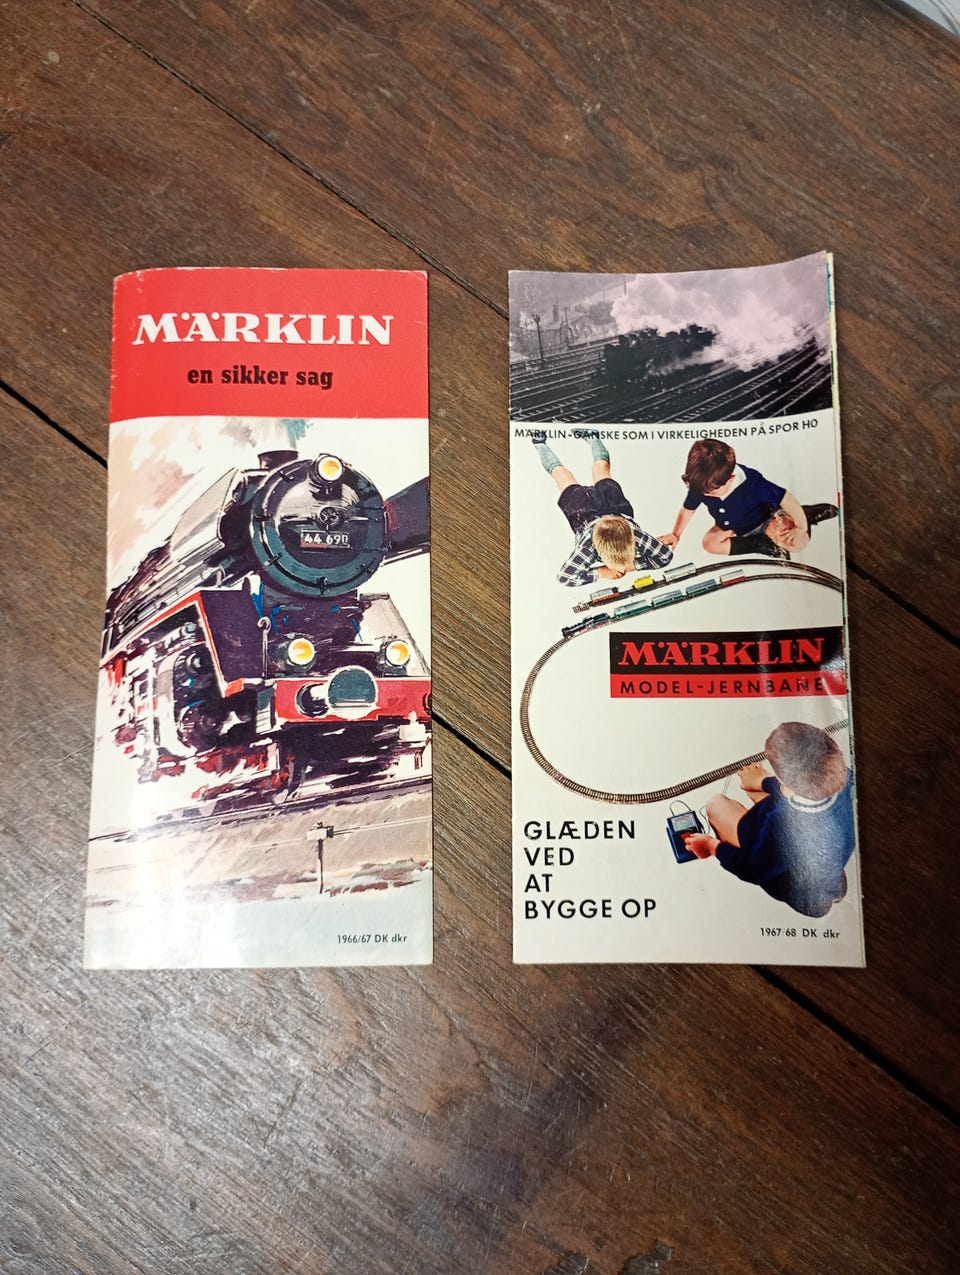 MÄRKLIN
en sikker sag
44 690
1966/67 DK dkr
MÄRKLIN-GANSKE SOM I VIRKELIGHEDEN PÅ SPOR HO
MÄRKLIN
MODEL-JERNBANE
GLÆDEN
VED
AT
BYGGE OP
1967/68 DK dkr